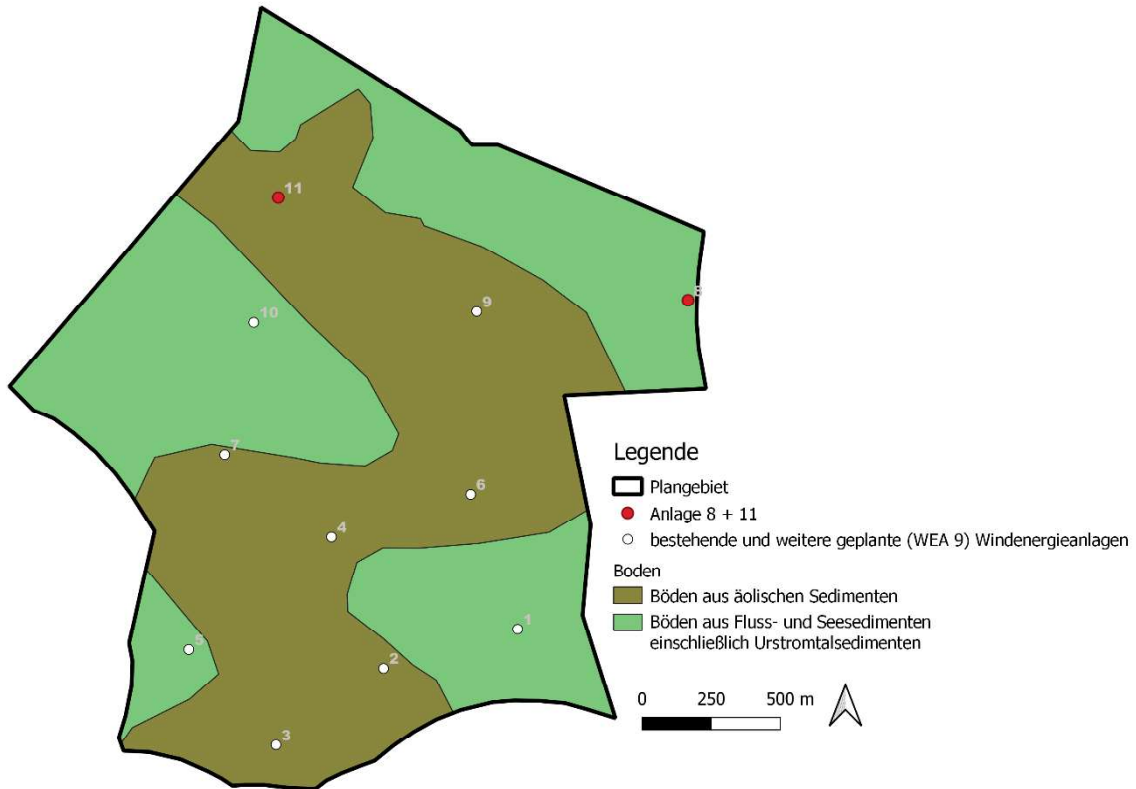 11
8
9
10
7
6
4
1
5
2
3
Legende
Plangebiet
Anlage 8 + 11
bestehende und weitere geplante (WEA 9) Windenergieanlagen
Boden
Böden aus äolischen Sedimenten
Böden aus Fluss- und Seesedimenten
einschließlich Urstromtalsedimenten
0 250 500 m